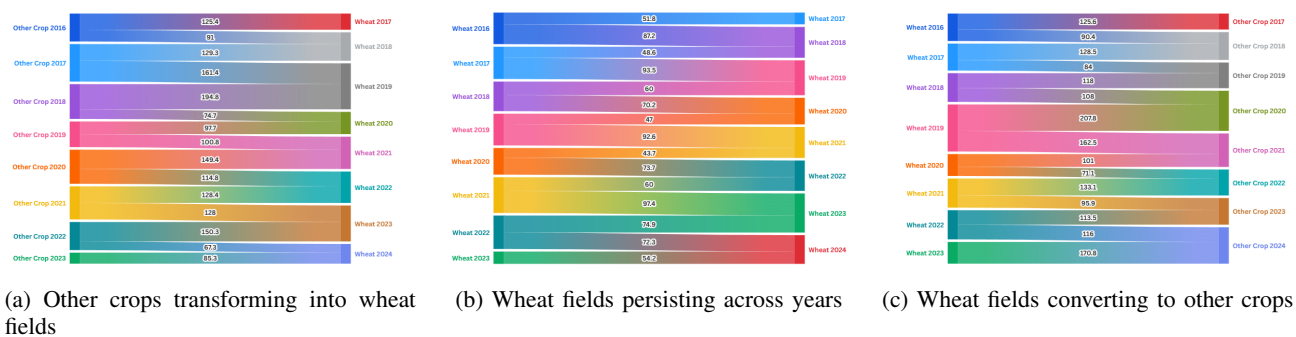 Other Crop 2016
Other Crop 2017
Other Crop 2018
Other Crop 2019
Other Crop 2020
Other Crop 2021
Other Crop 2022
Other Crop 2023
125.4
91
129.3
161.4
194.8
74.7
97.7
100.8
149.4
114.8
128.4
128
150.3
67.3
85.3
Wheat 2017
Wheat 2018
Wheat 2019
Wheat 2020
Wheat 2021
Wheat 2022
Wheat 2023
Wheat 2024
(a) Other crops transforming into wheat
fields
Wheat 2016
Wheat 2017
Wheat 2018
Wheat 2019
Wheat 2020
Wheat 2021
Wheat 2022
Wheat 2023
51.8
87.2
48.6
93.5
60
70.2
47
92.6
43.7
73.7
60
97.4
74.9
72.3
54.2
Wheat 2017
Wheat 2018
Wheat 2019
Wheat 2020
Wheat 2021
Wheat 2022
Wheat 2023
Wheat 2024
(b) Wheat fields persisting across years
Wheat 2016
Wheat 2017
Wheat 2018
Wheat 2019
Wheat 2020
Wheat 2021
Wheat 2022
Wheat 2023
125.6
90.4
128.5
84
118
108
207.8
162.5
101
71.1
133.1
95.9
113.5
116
170.8
Other Crop 2017
Other Crop 2018
Other Crop 2019
Other Crop 2020
Other Crop 2021
Other Crop 2022
Other Crop 2023
Other Crop 2024
(c) Wheat fields converting to other crops